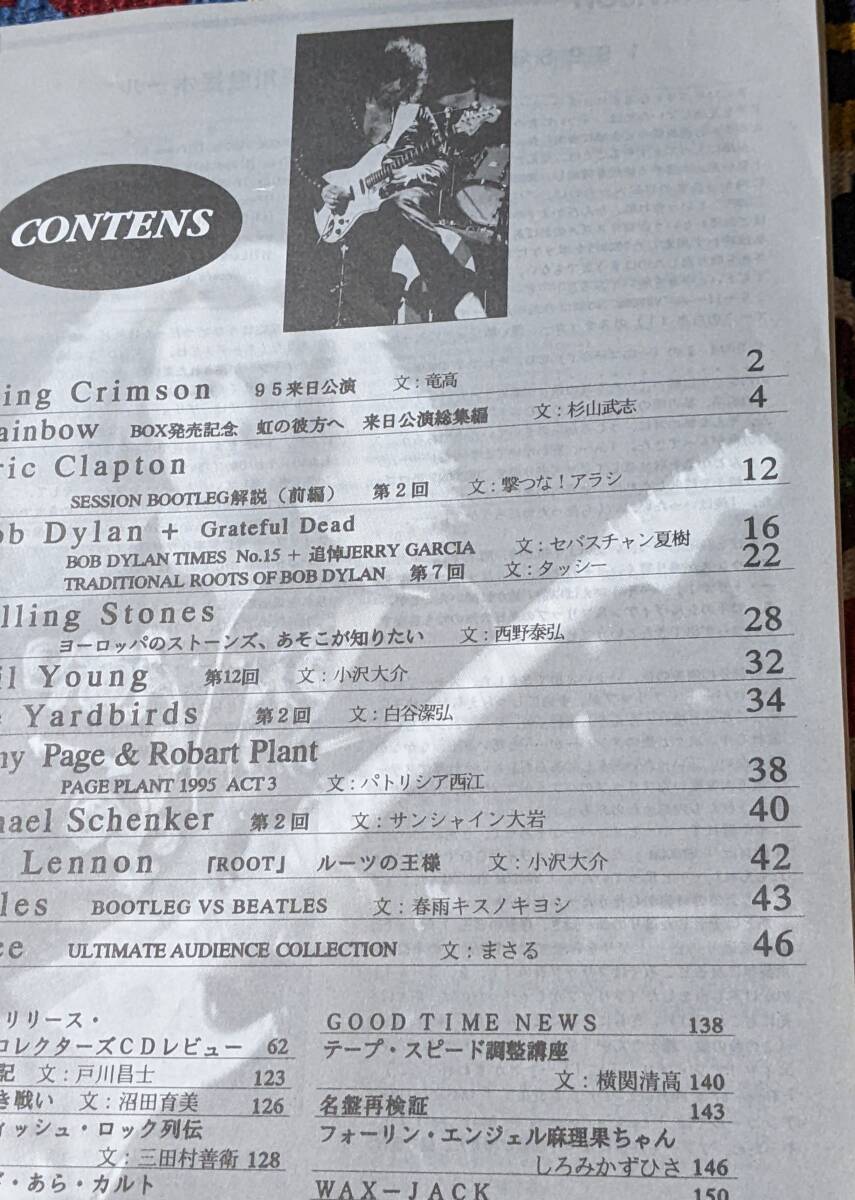 CONTENS
ing Crimson 95来日公演 文：竜髙 2
ainbow BOX発売記念 虹の彼方へ 来日公演総集編 文：杉山武志 4
ric Clapton
SESSION BOOTLEG解説（前編） 第2回 文：撃つな！アラシ 12
ob Dylan + Grateful Dead
BOB DYLAN TIMES No.15 + 追悼JERRY GARCIA 文：セバスチャン夏樹 16
TRADITIONAL ROOTS OF BOB DYLAN 第7回 文：タッシー 22
lling Stones
ヨーロッパのストーンズ、あそこが知りたい 文：西野泰弘 28
il Young 第12回 文：小沢大介 32
e Yardbirds 第2回 文：白谷潔弘 34
ny Page & Robart Plant
PAGE PLANT 1995 ACT 3 文：パトリシア西江 38
hael Schenker 第2回 文：サンシャイン大岩 40
Lennon 「ROOT」 ルーツの王様 文：小沢大介 42
les BOOTLEG VS BEATLES 文：春雨キスノキヨシ 43
ce ULTIMATE AUDIENCE COLLECTION 文：まさる 46
リリース・
コレクターズCDレビュー 62
記 文：戸川昌士 123
き戦い 文：沼田育美 126
ィッシュ・ロック列伝
文：三田村善衛 128
・あら・カルト
GOOD TIME NEWS 138
テープ・スピード調整講座
文：横関清高 140
名盤再検証 143
フォーリン・エンジェル麻理果ちゃん
しろみかずひさ 146
WAX－JACK 150